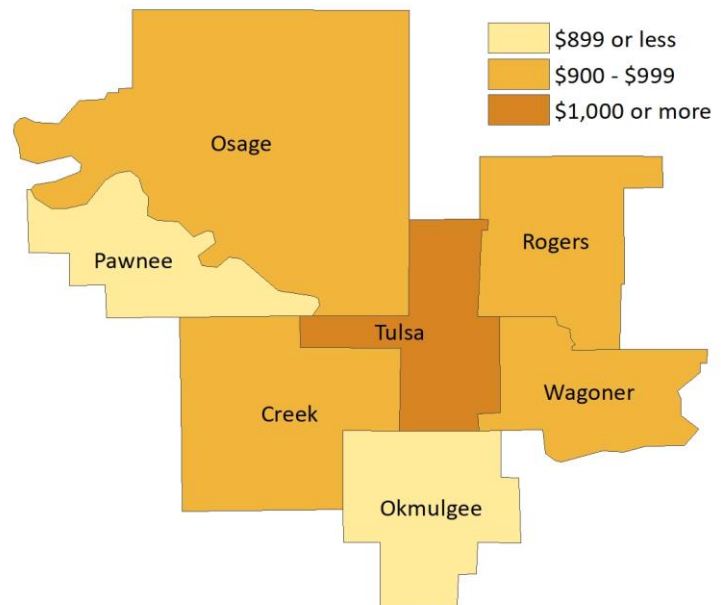 $899 or less
$900 - $999
$1,000 or more
Osage
Rogers
Pawnee
Tulsa
Wagoner
Creek
Okmulgee